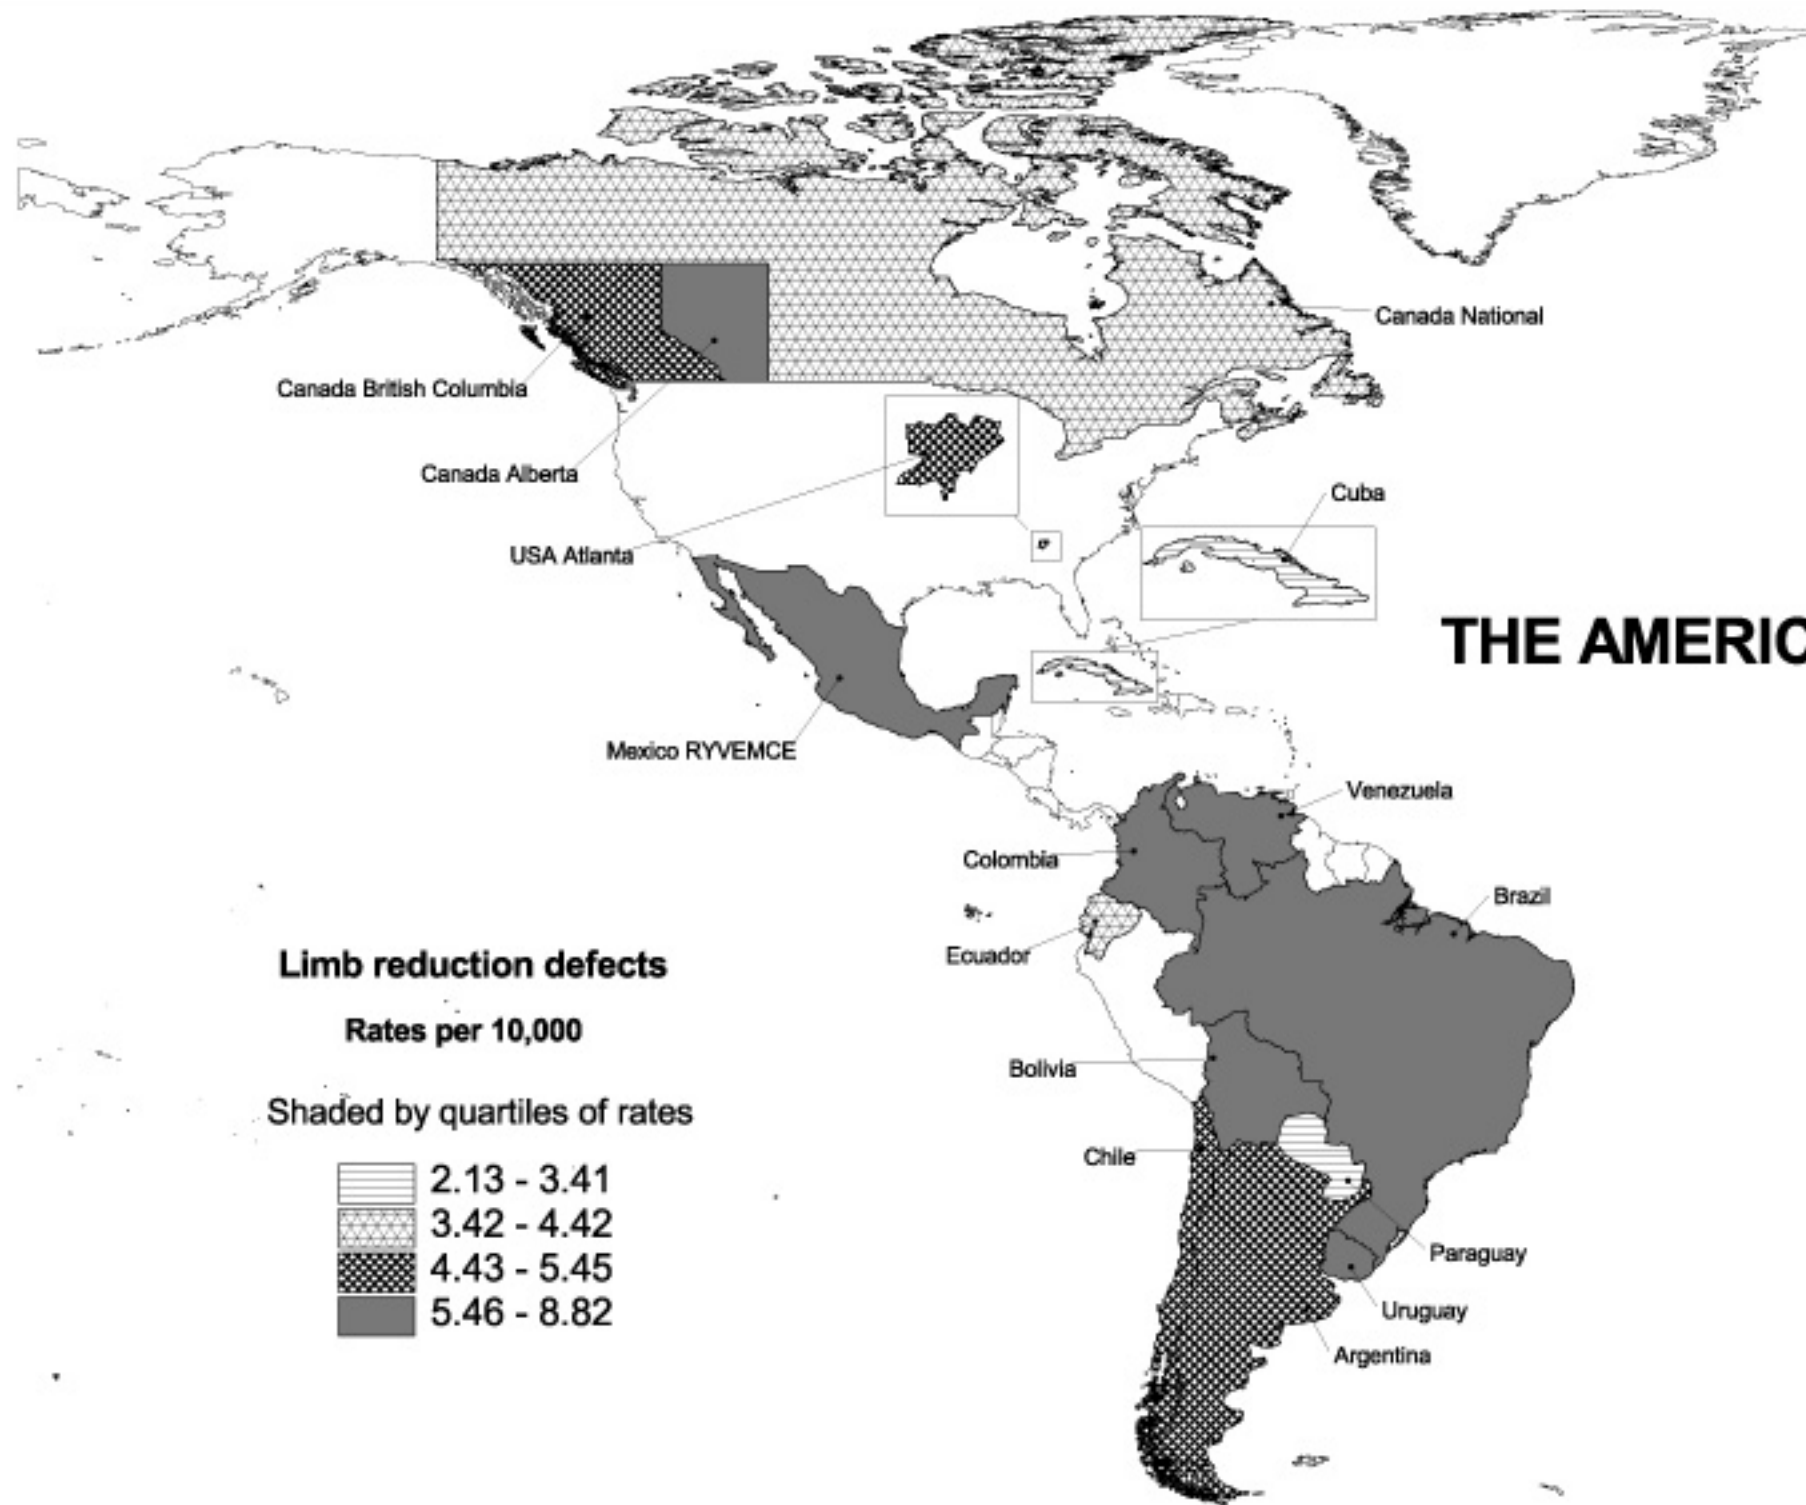 Canada National
Canada British Columbia
Canada Alberta
Cuba
USA Atlanta
THE AMERIC
Mexico RYVEMCE
Venezuela
Colombia
Brazil
Ecuador
Limb reduction defects
Rates per 10,000
Bolivia
Shaded by quartiles of rates
Chile
2.13 - 3.41
3.42 - 4.42
4.43 - 5.45
5.46 - 8.82
Paraguay
Uruguay
Argentina